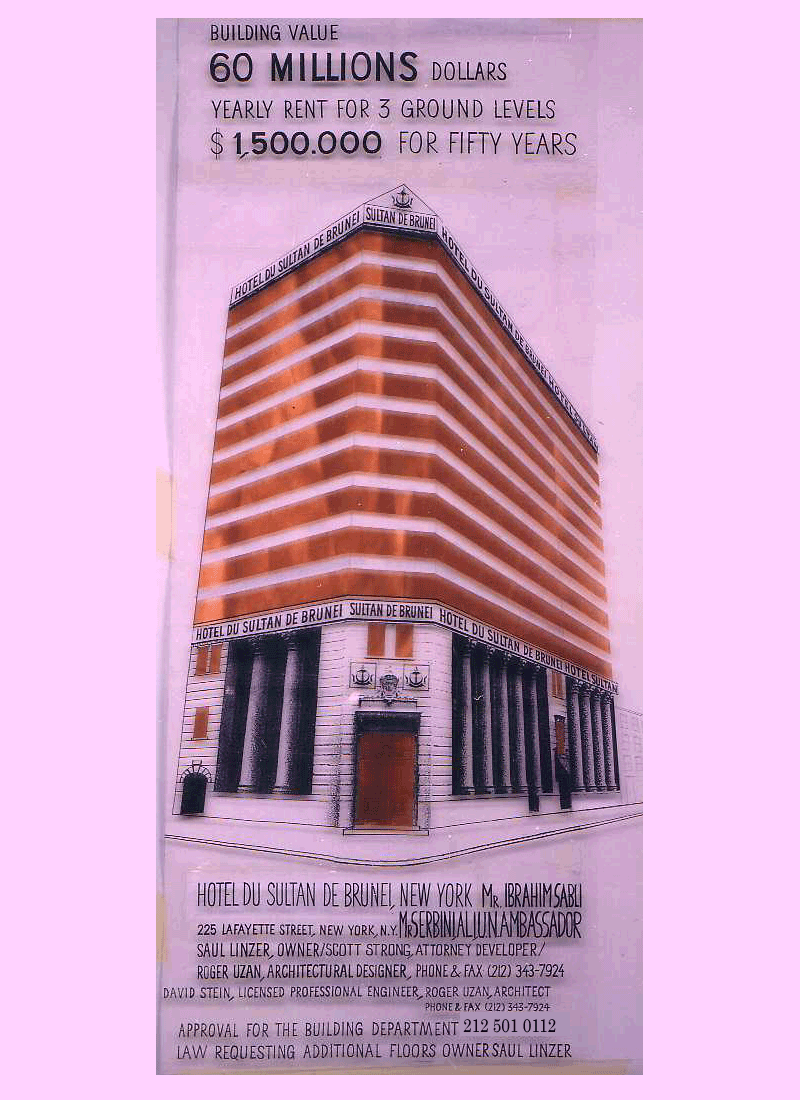 BUILDING VALUE
60 MILLIONS DOLLARS
YEARLY RENT FOR 3 GROUND LEVELS
$ 1,500.000 FOR FIFTY YEARS
SULTAN DE BRUNEI
HOTEL DU SULTAN DE BRUNEI
HOTEL DU SULTAN DE BRUNEI HOTEL SULTAN
HOTEL DU SULTAN DE BRUNEI SULTAN DE BRUNEI HOTEL DU SULTAN DE BRUNEI HOTEL SULTAN
HOTEL DU SULTAN DE BRUNEI, NEW YORK MR. IBRAHIM SABLI
225 LAFAYETTE STREET, NEW YORK, N.Y. MR SERBINI ALI, U.N. AMBASSADOR
SAUL LINZER, OWNER/SCOTT STRONG, ATTORNEY DEVELOPER/
ROGER UZAN, ARCHITECTURAL DESIGNER, PHONE & FAX (212) 343-7924
DAVID STEIN, LICENSED PROFESSIONAL ENGINEER, ROGER UZAN, ARCHITECT
PHONE & FAX (212) 343-7924
APPROVAL FOR THE BUILDING DEPARTMENT 212 501 0112
LAW REQUESTING ADDITIONAL FLOORS OWNER SAUL LINZER